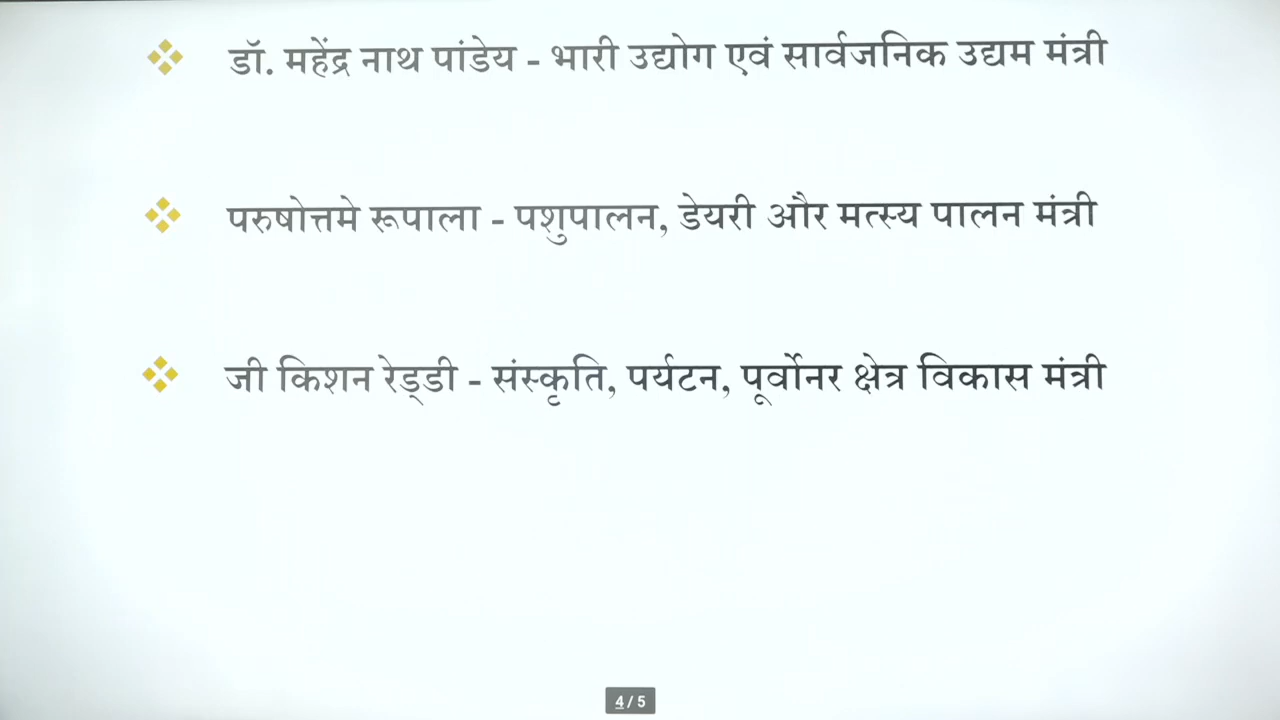 डॉ. महेंद्र नाथ पांडेय - भारी उद्योग एवं सार्वजनिक उद्यम मंत्री
परुषोत्तमे रूपाला - पशुपालन, डेयरी और मत्स्य पालन मंत्री
जी किशन रेड्डी - संस्कृति, पर्यटन, पूर्वोनर क्षेत्र विकास मंत्री
4 / 5